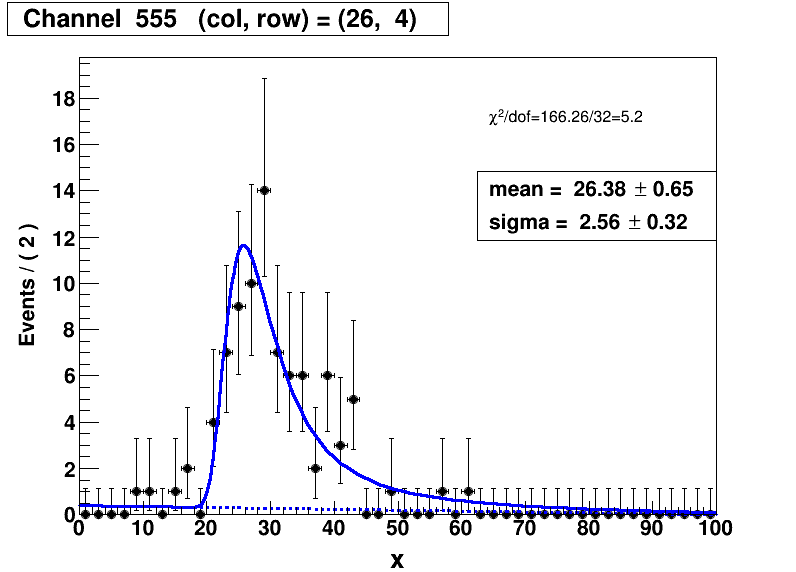 Channel 555 (col, row) = (26, 4)
χ²/dof=166.26/32=5.2
mean = 26.38 ± 0.65
sigma = 2.56 ± 0.32
Events / ( 2 )
18
16
14
12
10
8
6
4
2
0
0 10 20 30 40 50 60 70 80 90 100
x